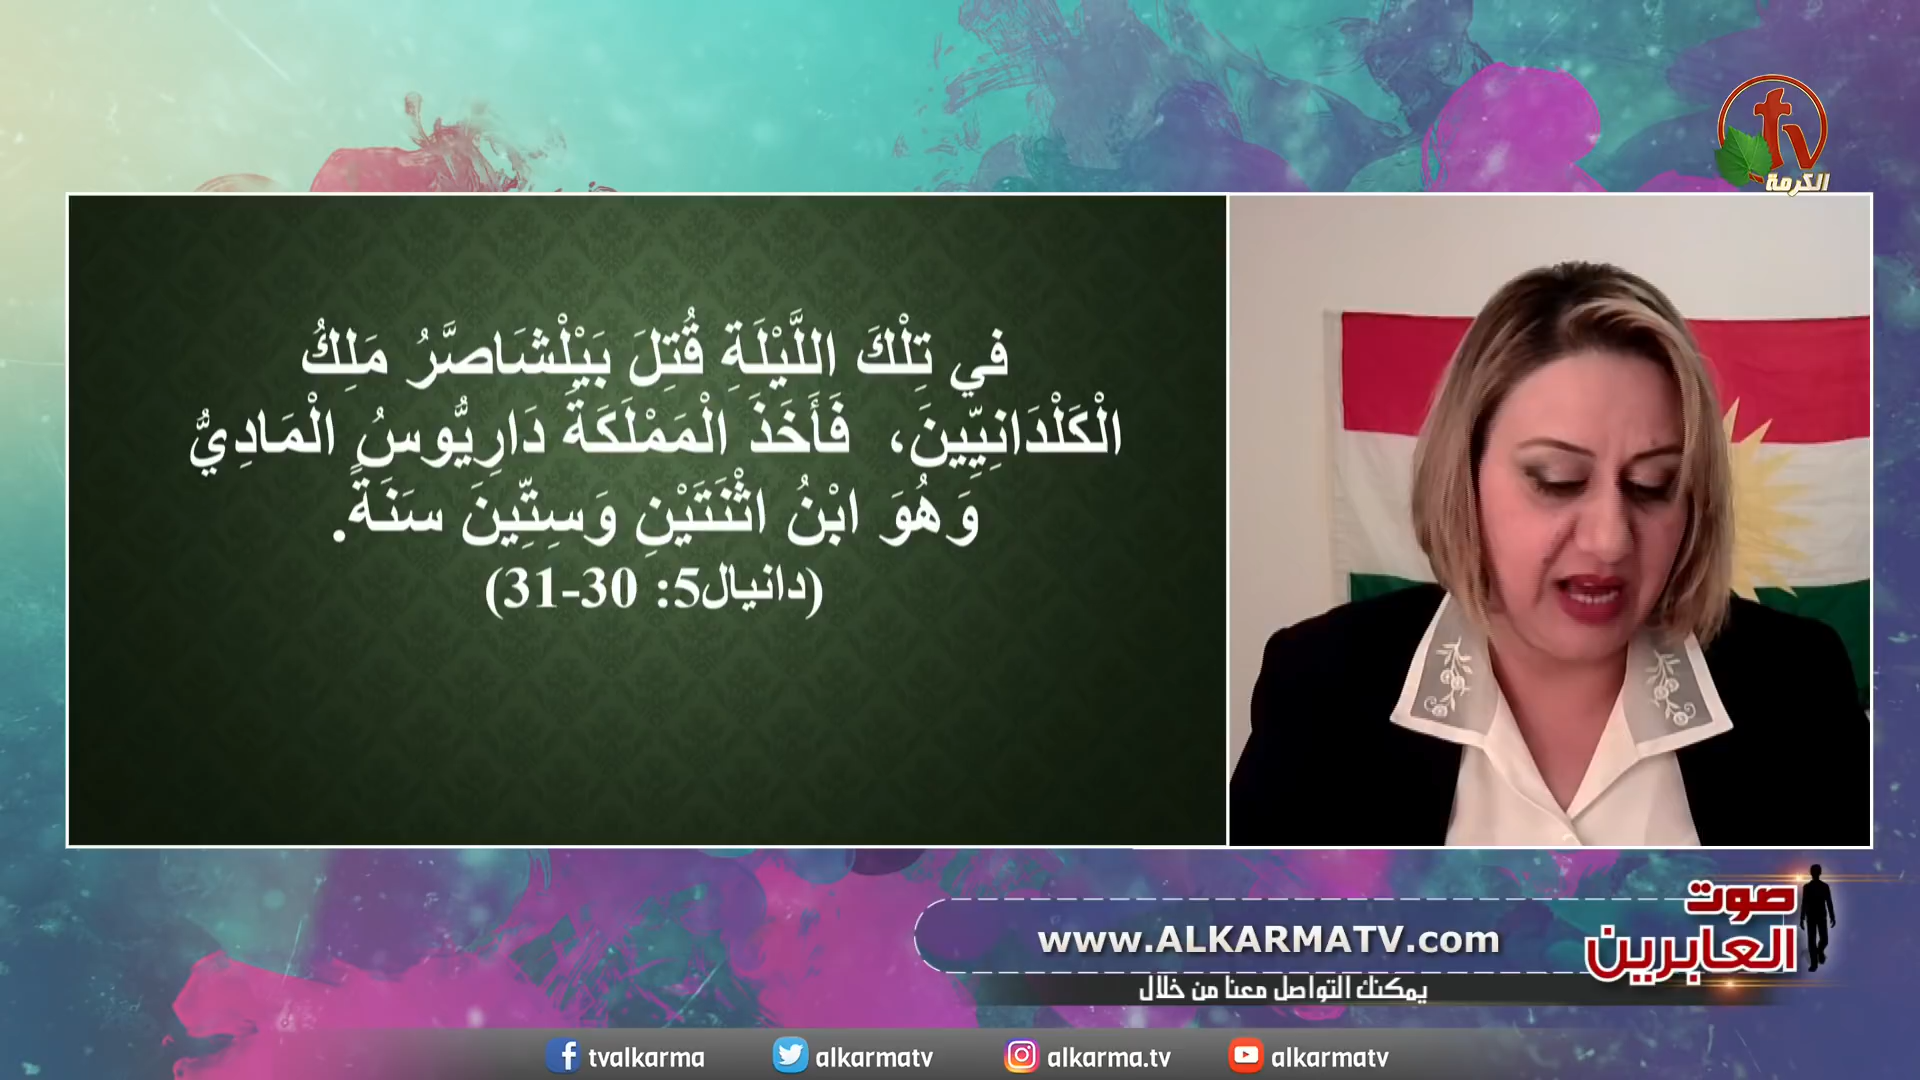 tv
الكرمة
في تِلْكَ اللَّيْلَةِ قُتِلَ بَيْلْشَاصَّرُ مَلِكُ
الْكَلْدَانِيِّينَ، فَأَخَذَ الْمَمْلَكَةَ دَارِيُّوسُ الْمَادِيُّ
وَهُوَ ابْنُ اثْنَتَيْنِ وَسِتِّينَ سَنَةً.
(دانيال5: 30-31)
صوت
العابرين
www.ALKARMATV.com
يمكنك التواصل معنا من خلال
tvalkarma alkarmatv alkarma.tv alkarmatv